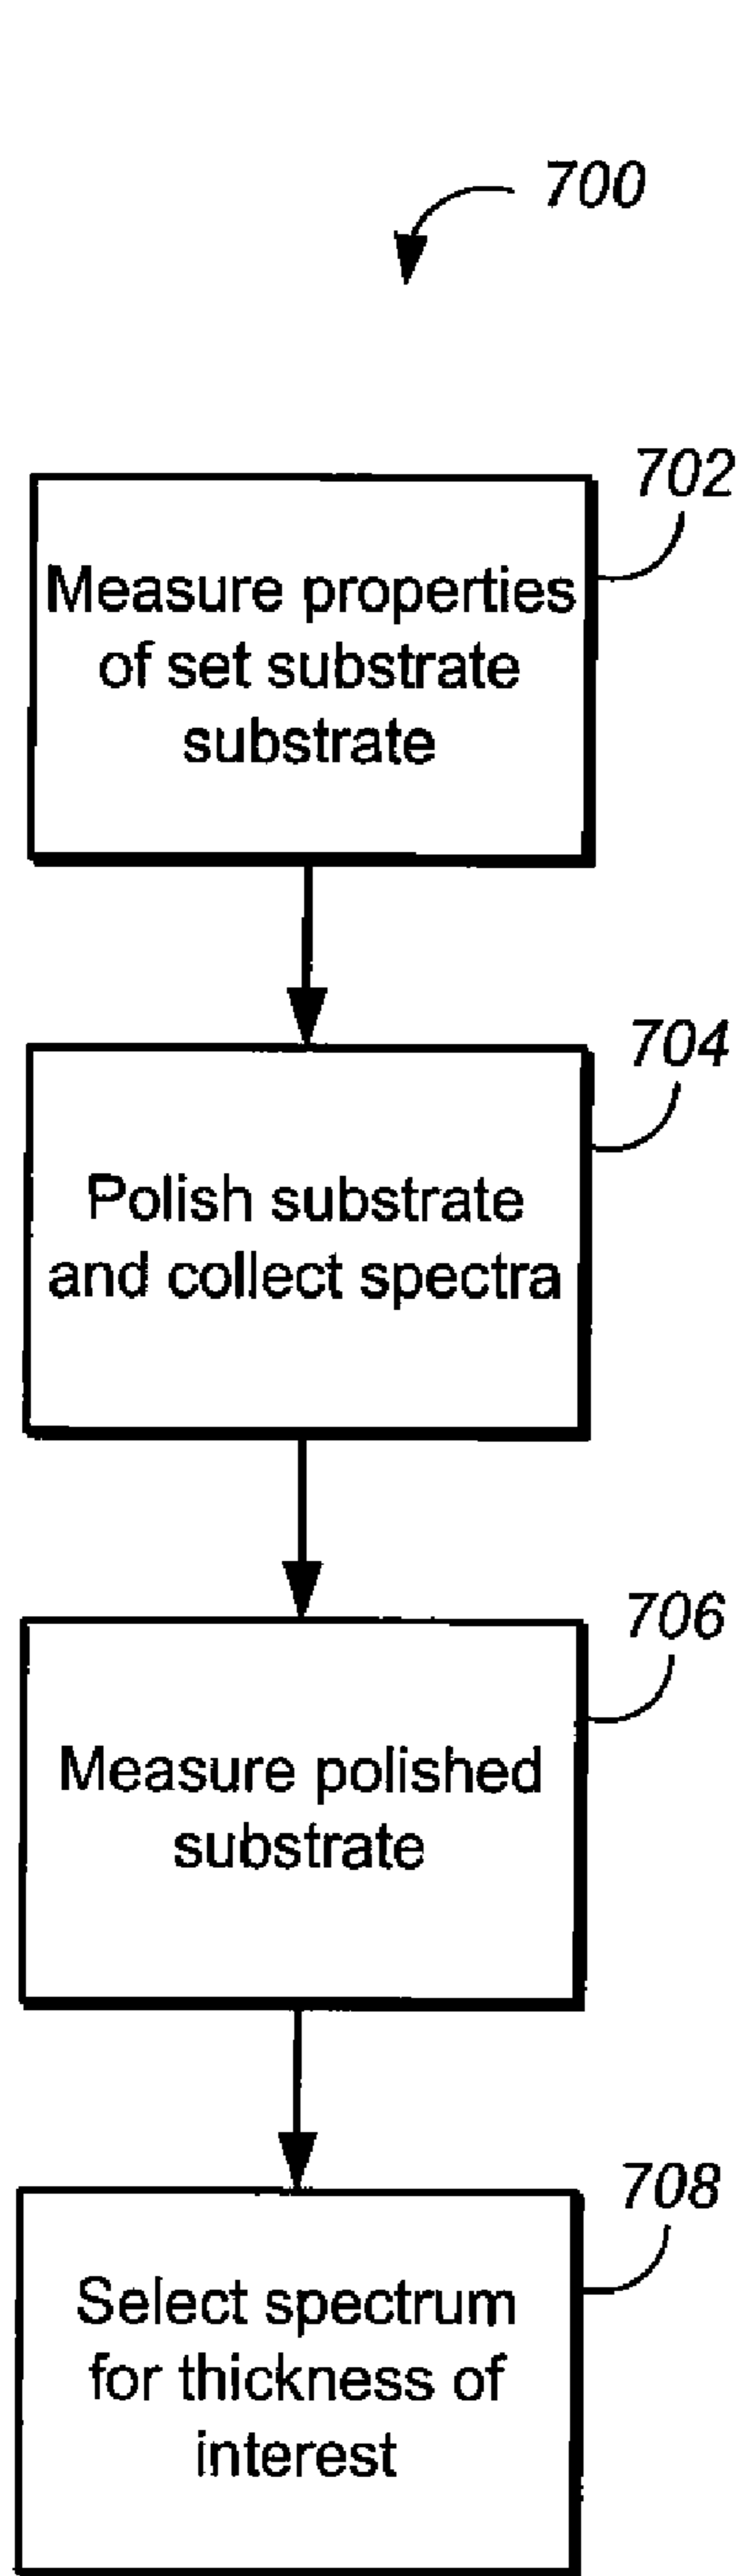 700
702
Measure properties
of set substrate
substrate
704
Polish substrate
and collect spectra
706
Measure polished
substrate
708
Select spectrum
for thickness of
interest